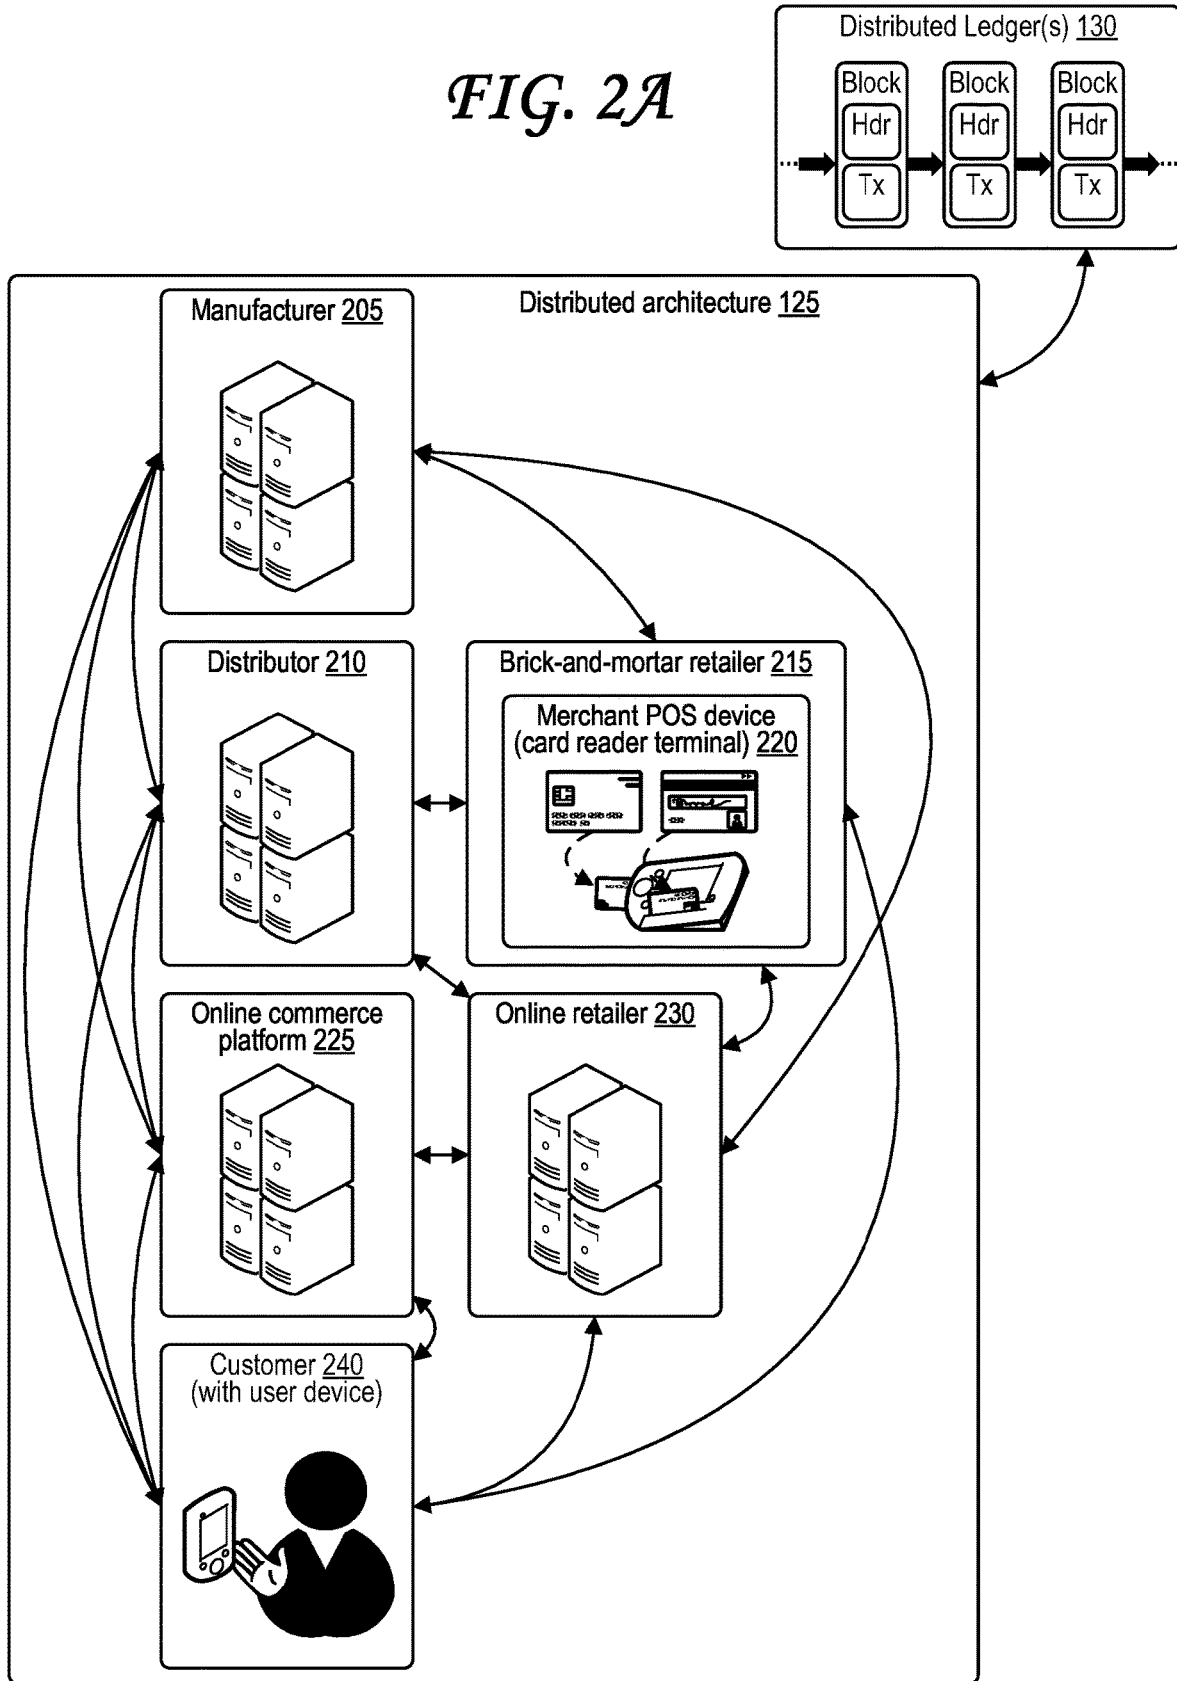 Distributed Ledger(s) 130
FIG. 2A
Block Block Block
Hdr Hdr Hdr
Tx Tx Tx
Manufacturer 205
Distributed architecture 125
Distributor 210
Brick-and-mortar retailer 215
Merchant POS device
(card reader terminal) 220
Online commerce
platform 225
Online retailer 230
Customer 240
(with user device)